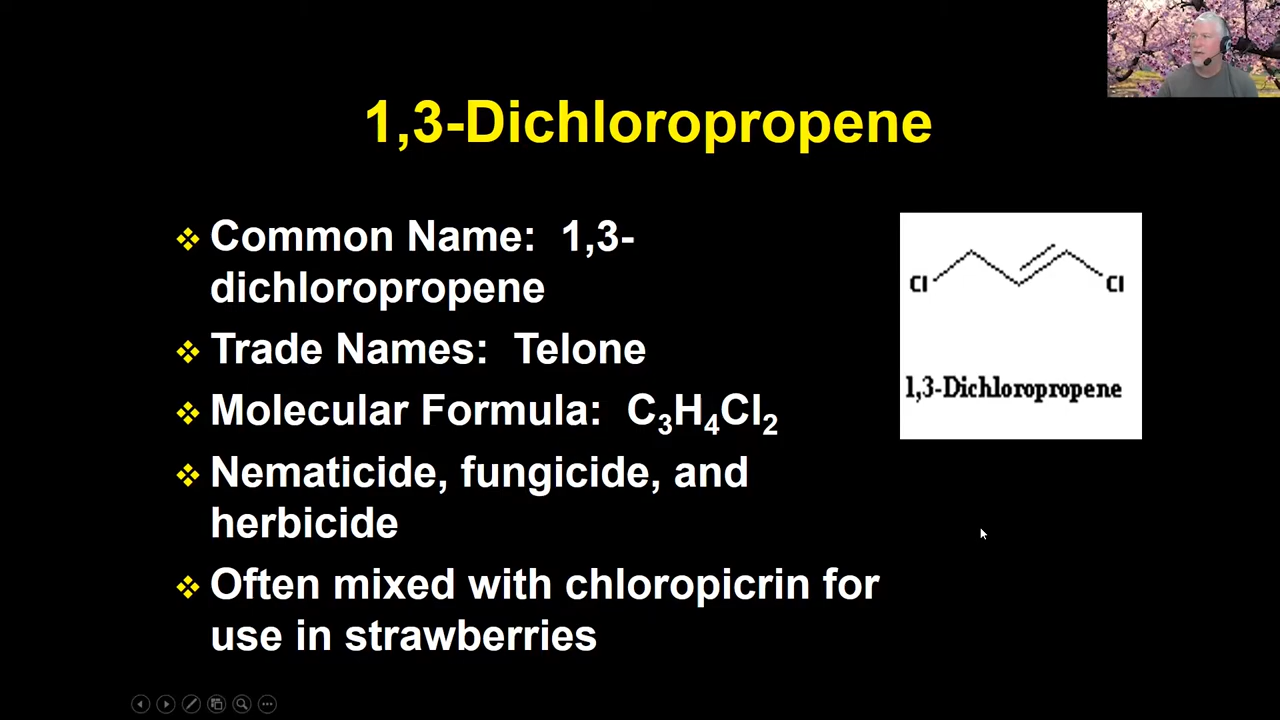 1,3-Dichloropropene
❖ Common Name:  1,3-
dichloropropene
❖ Trade Names:  Telone
❖ Molecular Formula:  C₃H₄Cl₂
❖ Nematicide, fungicide, and
herbicide
❖ Often mixed with chloropicrin for
use in strawberries
Cl Cl
1,3-Dichloropropene